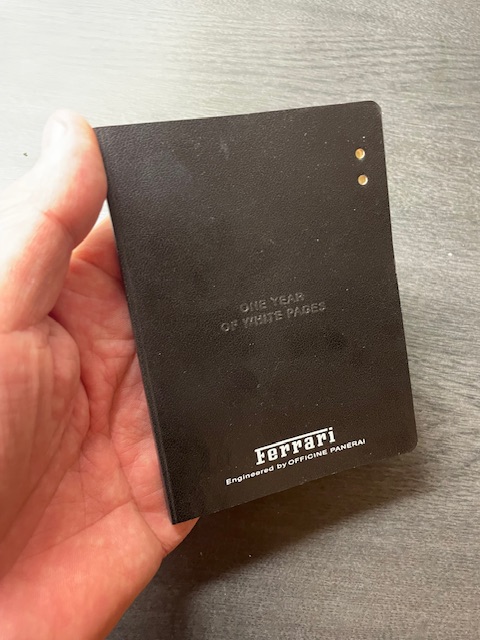 ONE YEAR
OF WHITE PAGES
Ferrari
Engineered by OFFICINE PANERAI